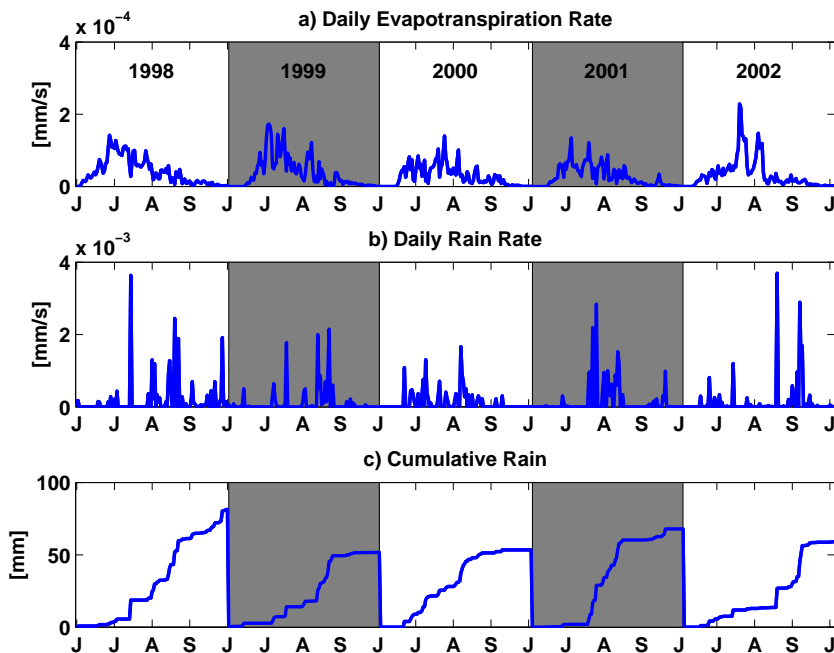 a) Daily Evapotranspiration Rate
x 10⁻⁴
4
2
0
[mm/s]
1998 1999 2000 2001 2002
J J A S J J A S J J A S J J A S J J A S J
b) Daily Rain Rate
x 10⁻³
4
2
0
[mm/s]
J J A S J J A S J J A S J J A S J J A S J
c) Cumulative Rain
100
50
0
[mm]
J J A S J J A S J J A S J J A S J J A S J